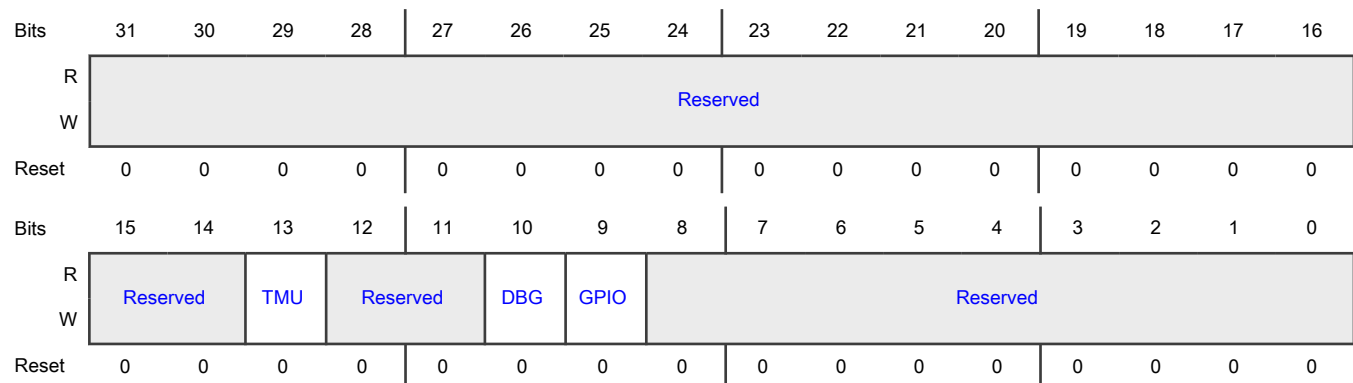 Bits 31 30 29 28 27 26 25 24 23 22 21 20 19 18 17 16
R
Reserved
W
Reset 0 0 0 0 0 0 0 0 0 0 0 0 0 0 0 0
Bits 15 14 13 12 11 10 9 8 7 6 5 4 3 2 1 0
R
Reserved TMU Reserved DBG GPIO Reserved
W
Reset 0 0 0 0 0 0 0 0 0 0 0 0 0 0 0 0